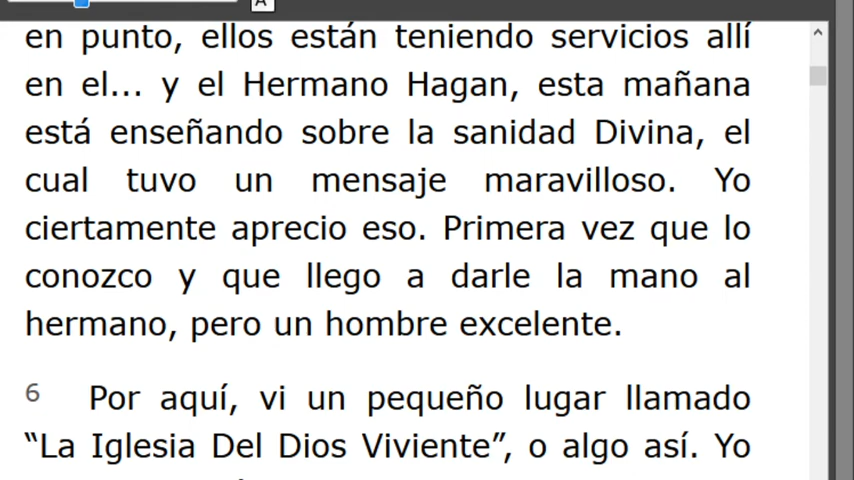 en punto, ellos están teniendo servicios allí
en el... y el Hermano Hagan, esta mañana
está enseñando sobre la sanidad Divina, el
cual tuvo un mensaje maravilloso. Yo
ciertamente aprecio eso. Primera vez que lo
conozco y que llego a darle la mano al
hermano, pero un hombre excelente.
6 Por aquí, vi un pequeño lugar llamado
“La Iglesia Del Dios Viviente”, o algo así. Yo